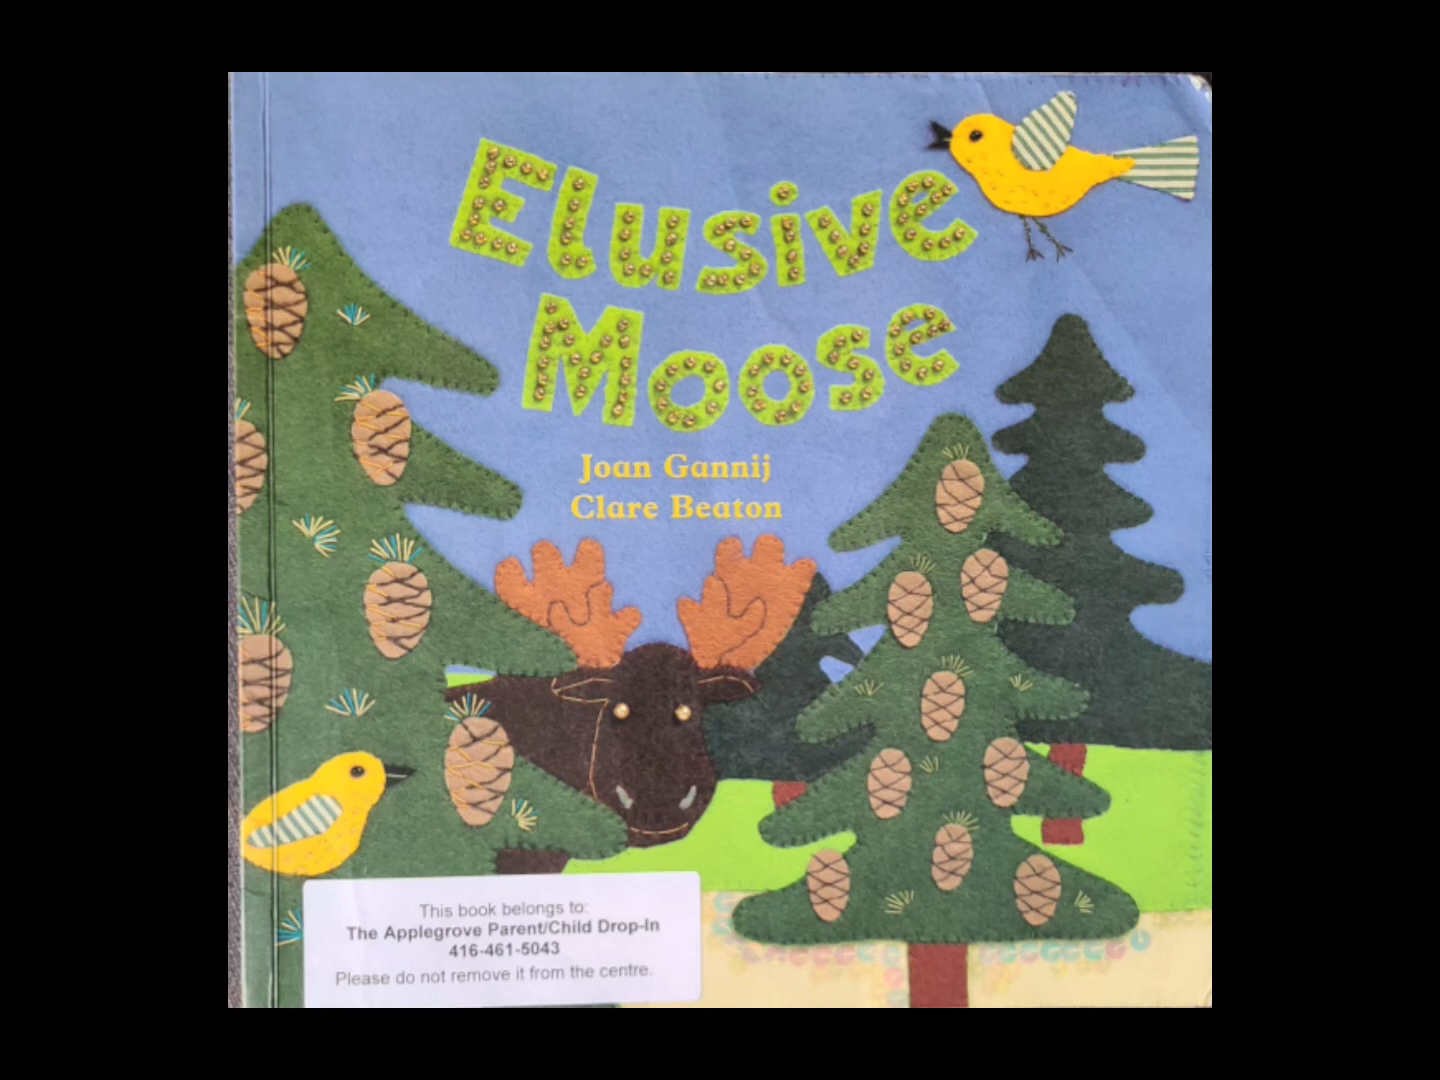 Elusive
Moose
Joan Gannij
Clare Beaton
This book belongs to:
The Applegrove Parent/Child Drop-In
416-461-5043
Please do not remove it from the centre.